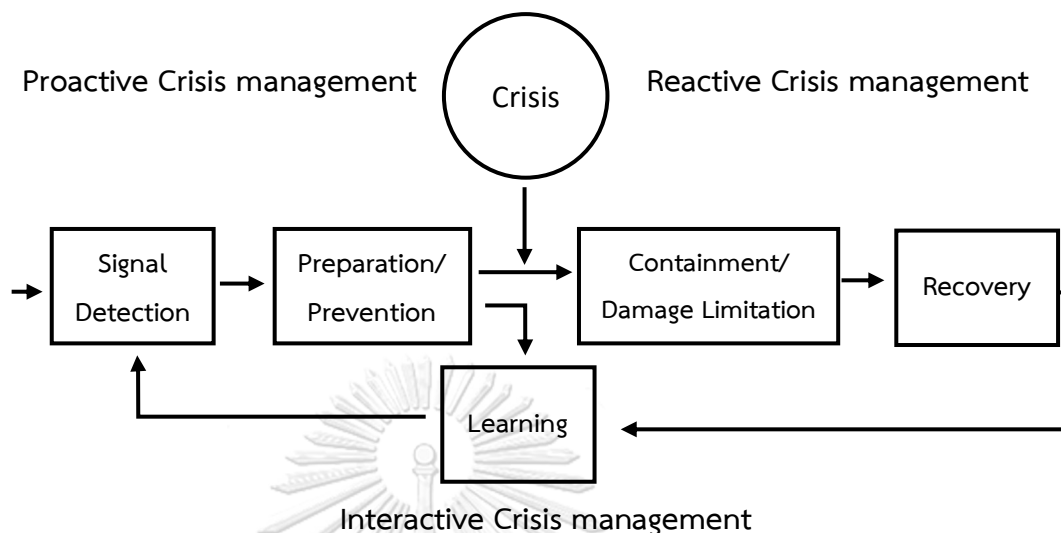 Proactive Crisis management
Crisis
Reactive Crisis management
Signal
Detection
Preparation/
Prevention
Containment/
Damage Limitation
Recovery
Learning
Interactive Crisis management